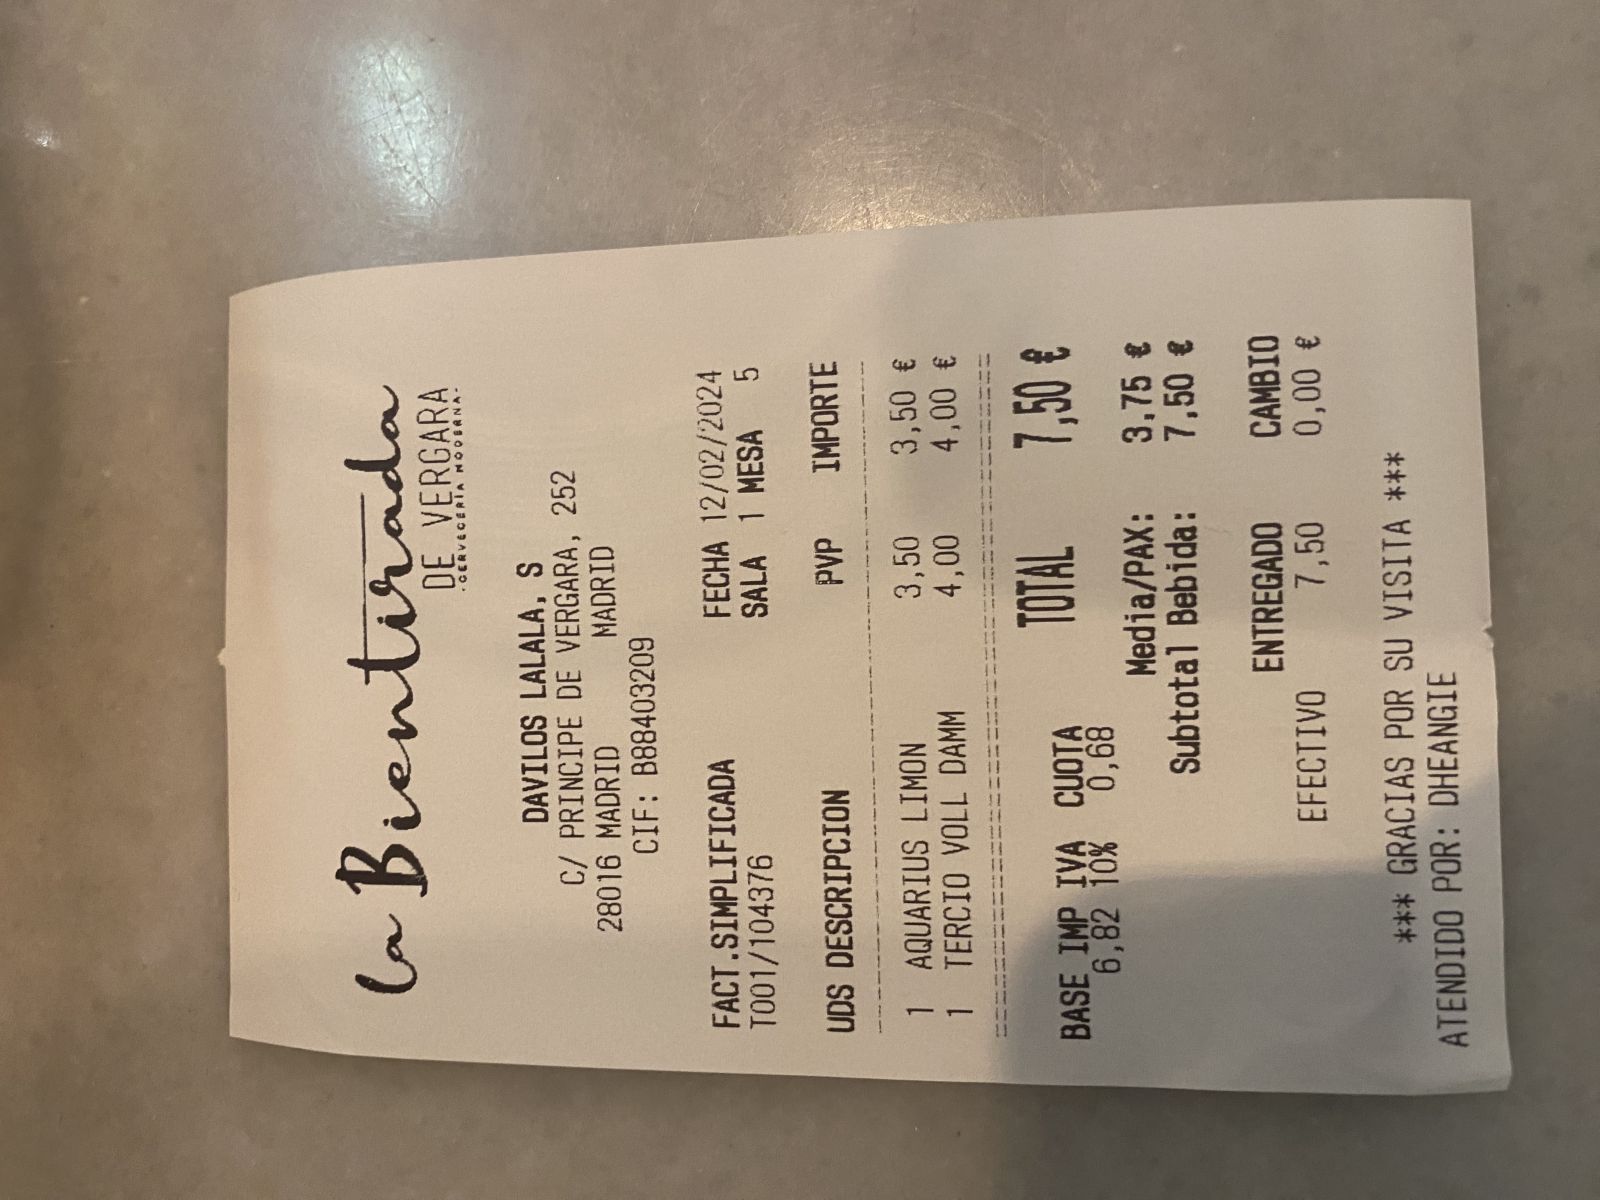 la Bientirada
DE VERGARA
·CERVECERÍA MODERNA·
DAVILOS LALALA, S
C/ PRINCIPE DE VERGARA, 252
28016 MADRID MADRID
CIF: B88403209
FACT.SIMPLIFICADA FECHA 12/02/2024
T001/104376 SALA 1 MESA 5
UDS DESCRIPCION PVP IMPORTE
1 AQUARIUS LIMON 3,50 3,50 €
1 TERCIO VOLL DAMM 4,00 4,00 €
TOTAL 7,50 €
BASE IMP IVA CUOTA
6,82 10% 0,68
Media/PAX: 3,75 €
Subtotal Bebida: 7,50 €
ENTREGADO CAMBIO
EFECTIVO 7,50 0,00 €
*** GRACIAS POR SU VISITA ***
ATENDIDO POR: DHEANGIE